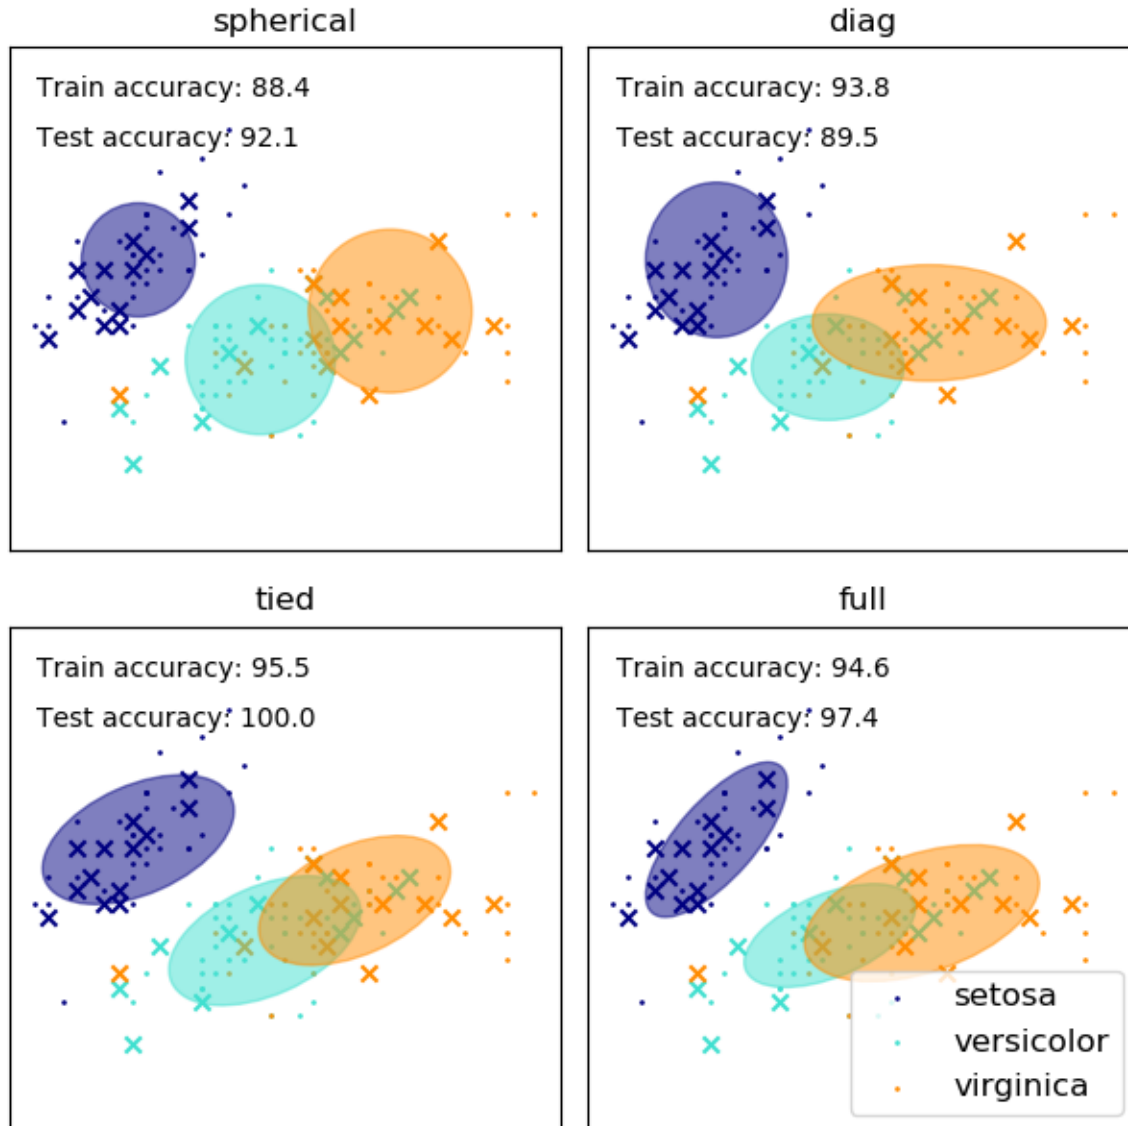 spherical
Train accuracy: 88.4
Test accuracy: 92.1
diag
Train accuracy: 93.8
Test accuracy: 89.5
tied
Train accuracy: 95.5
Test accuracy: 100.0
full
Train accuracy: 94.6
Test accuracy: 97.4
setosa
versicolor
virginica